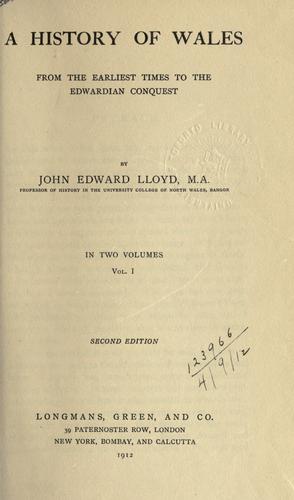 A HISTORY OF WALES
FROM THE EARLIEST TIMES TO THE
EDWARDIAN CONQUEST
BY
JOHN EDWARD LLOYD, M.A.
PROFESSOR OF HISTORY IN THE UNIVERSITY COLLEGE OF NORTH WALES, BANGOR
IN TWO VOLUMES
VOL. I
SECOND EDITION
123966
4/9/12
LONGMANS, GREEN, AND CO.
39 PATERNOSTER ROW, LONDON
NEW YORK, BOMBAY, AND CALCUTTA
1912